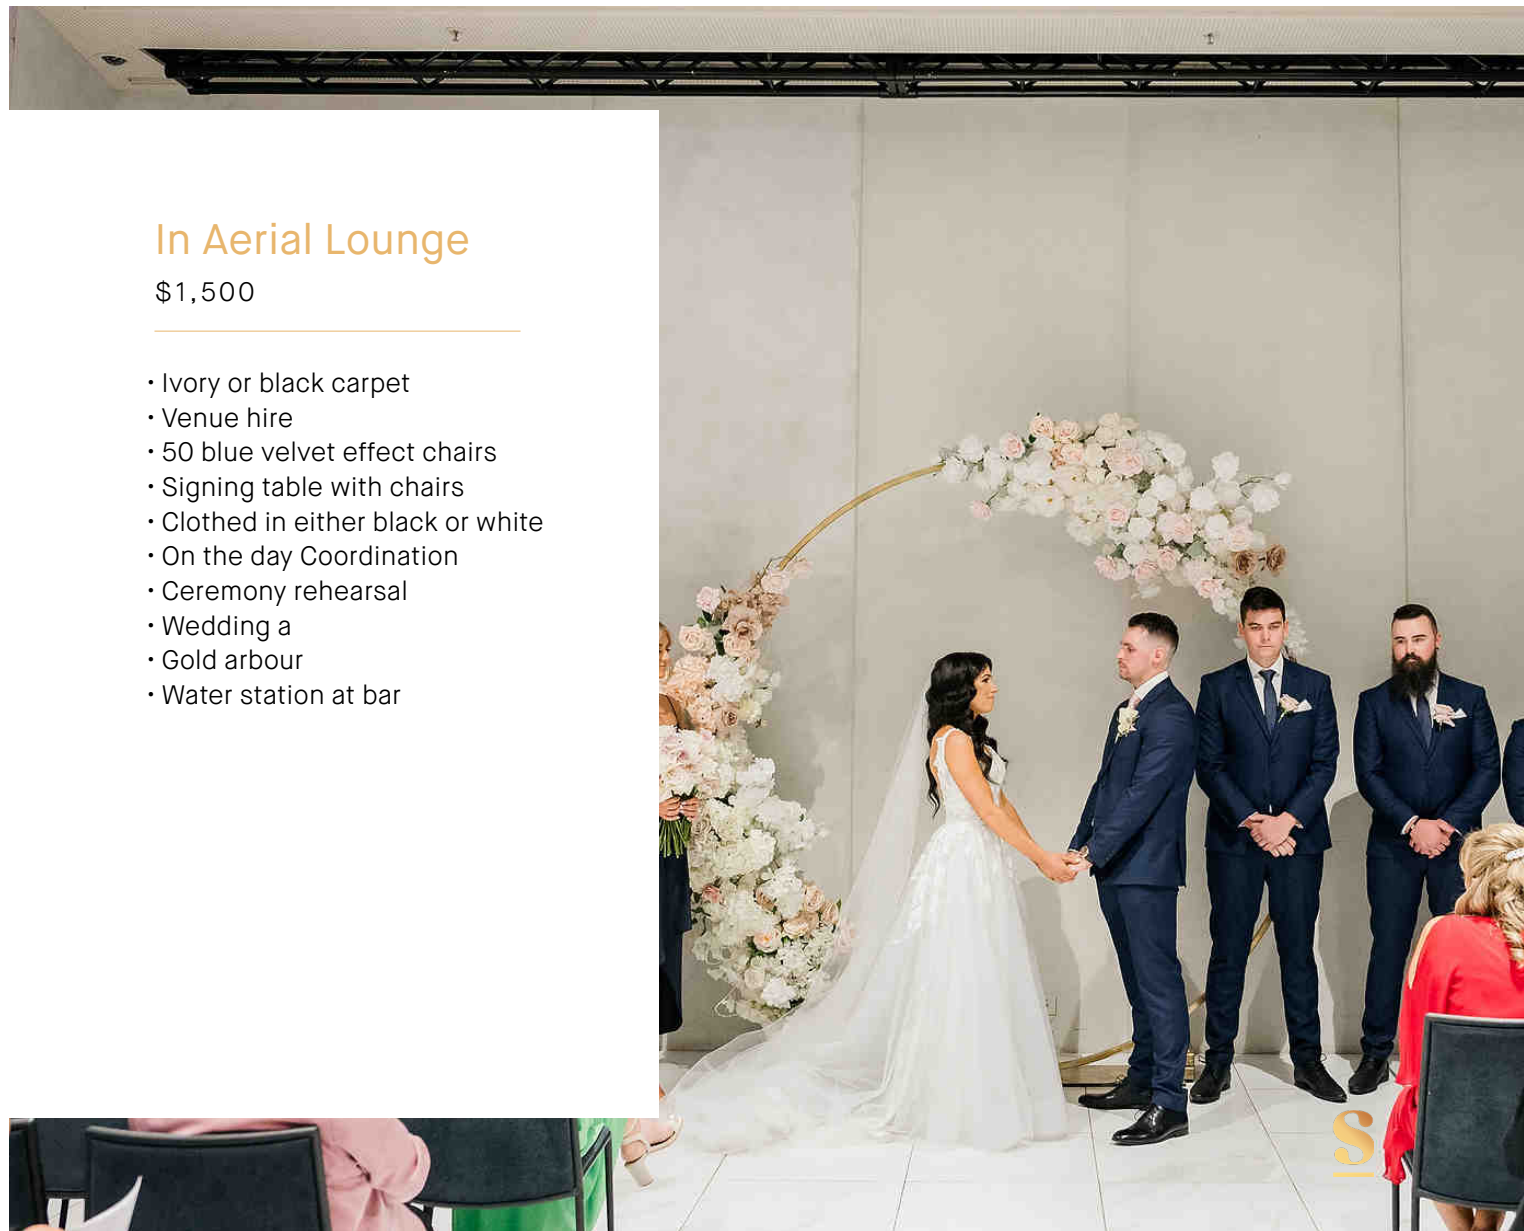 In Aerial Lounge
$1,500
• Ivory or black carpet
• Venue hire
• 50 blue velvet effect chairs
• Signing table with chairs
• Clothed in either black or white
• On the day Coordination
• Ceremony rehearsal
• Wedding a
• Gold arbour
• Water station at bar
S